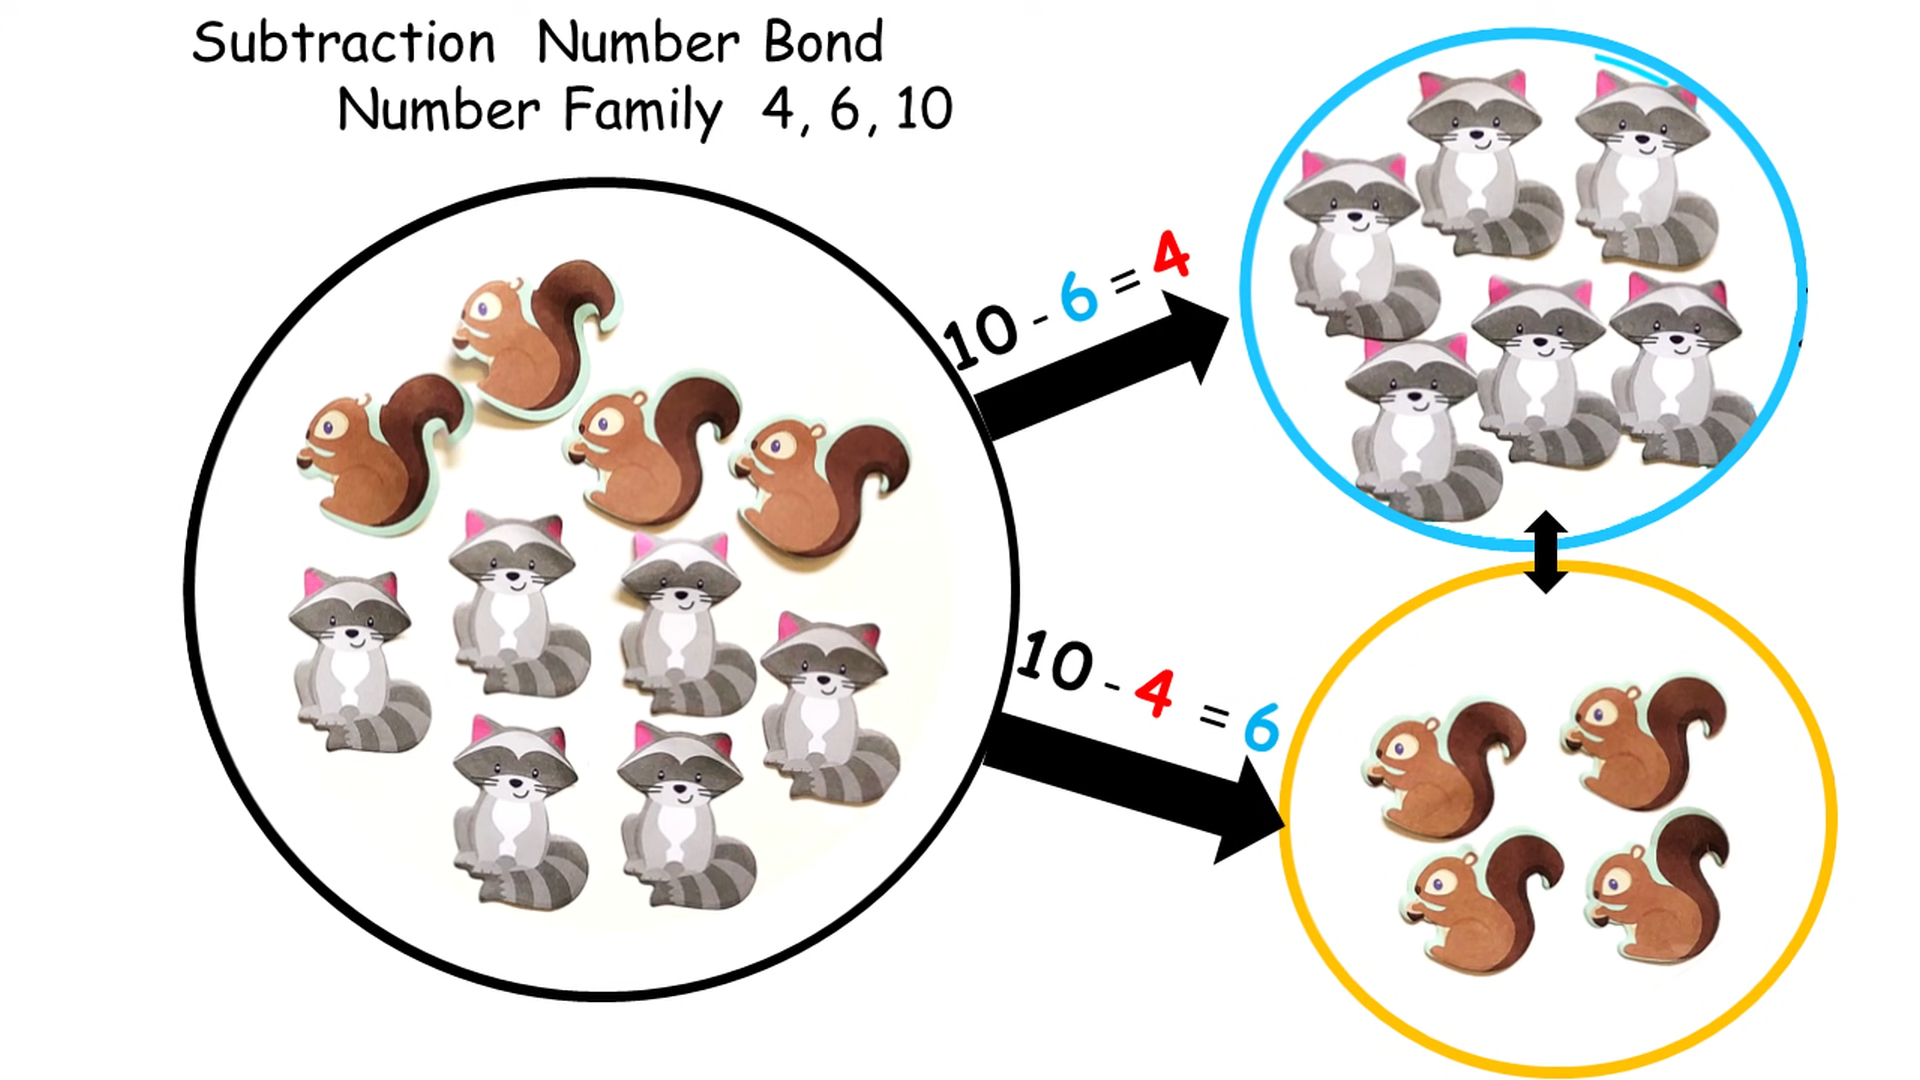 Subtraction Number Bond
Number Family 4, 6, 10
10 - 6 = 4
10 - 4 = 6